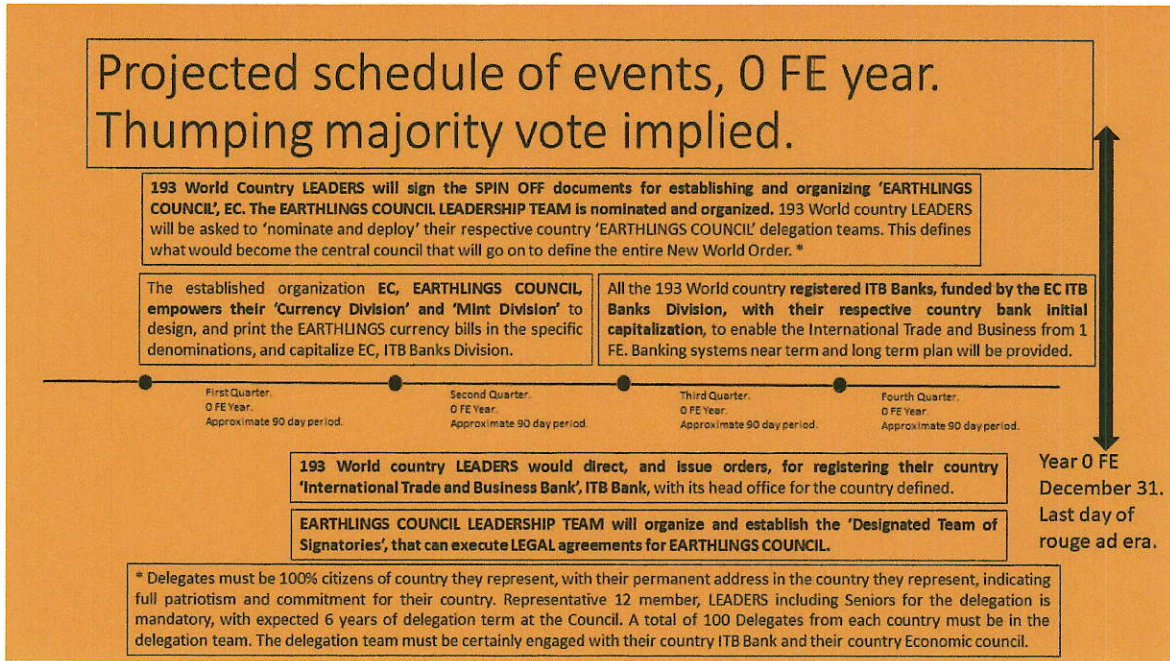 Projected schedule of events, 0 FE year.
Thumping majority vote implied.
193 World Country LEADERS will sign the SPIN OFF documents for establishing and organizing 'EARTHLINGS
COUNCIL', EC. The EARTHLINGS COUNCIL LEADERSHIP TEAM is nominated and organized. 193 World country LEADERS
will be asked to 'nominate and deploy' their respective country 'EARTHLINGS COUNCIL' delegation teams. This defines
what would become the central council that will go on to define the entire New World Order. *
The established organization EC, EARTHLINGS COUNCIL,
empowers their 'Currency Division' and 'Mint Division' to
design, and print the EARTHLINGS currency bills in the specific
denominations, and capitalize EC, ITB Banks Division.
All the 193 World country registered ITB Banks, funded by the EC ITB
Banks Division, with their respective country bank initial
capitalization, to enable the International Trade and Business from 1
FE. Banking systems near term and long term plan will be provided.
First Quarter.
0 FE Year.
Approximate 90 day period.
Second Quarter.
0 FE Year.
Approximate 90 day period.
Third Quarter.
0 FE Year.
Approximate 90 day period.
Fourth Quarter.
0 FE Year.
Approximate 90 day period.
193 World country LEADERS would direct, and issue orders, for registering their country
'International Trade and Business Bank', ITB Bank, with its head office for the country defined.
EARTHLINGS COUNCIL LEADERSHIP TEAM will organize and establish the 'Designated Team of
Signatories', that can execute LEGAL agreements for EARTHLINGS COUNCIL.
Year 0 FE
December 31.
Last day of
rouge ad era.
* Delegates must be 100% citizens of country they represent, with their permanent address in the country they represent, indicating
full patriotism and commitment for their country. Representative 12 member, LEADERS including Seniors for the delegation is
mandatory, with expected 6 years of delegation term at the Council. A total of 100 Delegates from each country must be in the
delegation team. The delegation team must be certainly engaged with their country ITB Bank and their country Economic council.